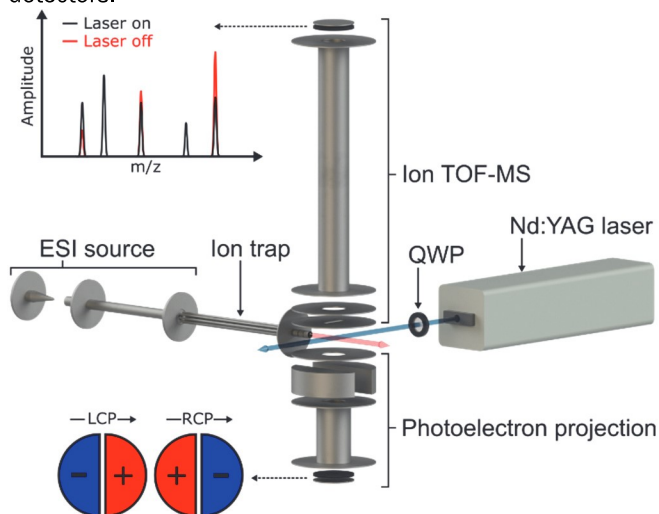 detectors.
Laser on
Laser off
Amplitude
m/z
Ion TOF-MS
Nd:YAG laser
ESI source
Ion trap
QWP
LCP
RCP
- + + -
Photoelectron projection